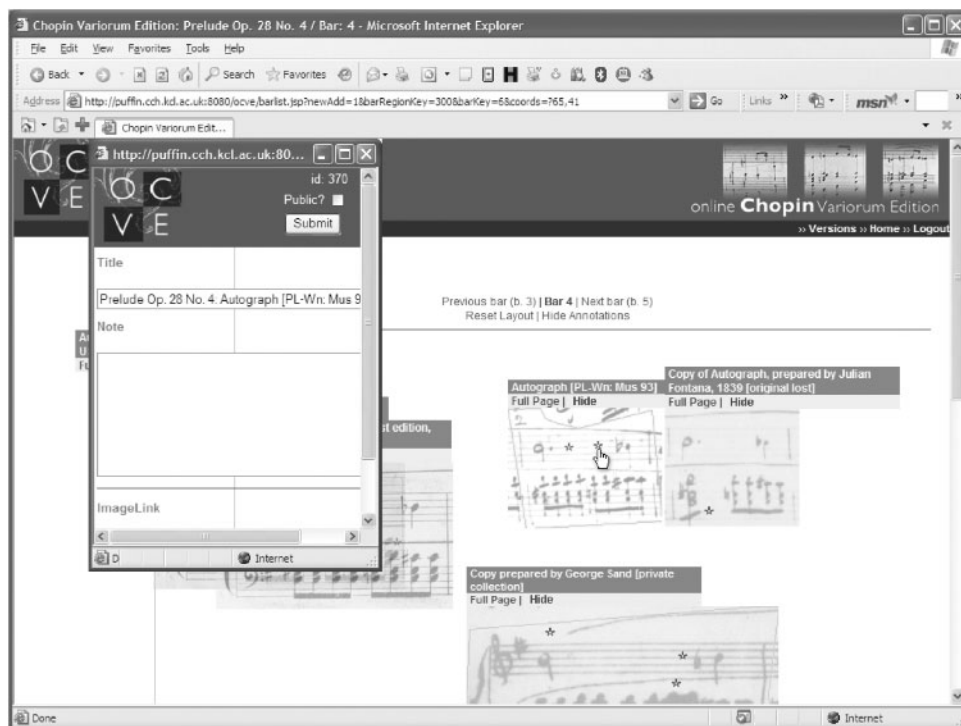 Chopin Variorum Edition: Prelude Op. 28 No. 4 / Bar: 4 - Microsoft Internet Explorer
File Edit View Favorites Tools Help
Back Search Favorites
Address http://puffin.cch.kcl.ac.uk:8080/ocve/barlist.jsp?newAdd=1&barRegionKey=300&barKey=6&coords=?65,41 Go Links » msn »
Chopin Variorum Edit...
http://puffin.cch.kcl.ac.uk:80...
OC
VE
OC
VE
id: 370
Public?
Submit
online Chopin Variorum Edition
» Versions » Home » Logout
Title
Prelude Op. 28 No. 4: Autograph [PL-Wn: Mus 9
Note
Previous bar (b. 3) | Bar 4 | Next bar (b. 5)
Reset Layout | Hide Annotations
Autograph [PL-Wn: Mus 93]
Full Page | Hide
Copy of Autograph, prepared by Julian
Fontana, 1839 [original lost]
Full Page | Hide
st edition,
ImageLink
D Internet
Copy prepared by George Sand [private
collection]
Full Page | Hide
Done Internet